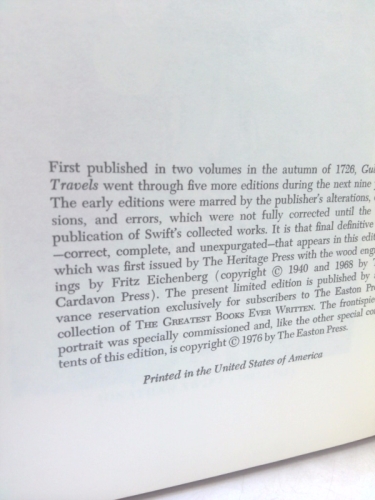 First published in two volumes in the autumn of 1726,
Travels went through five more editions during the next nine
The early editions were marred by the publisher's alterations,
sions, and errors, which were not fully corrected until the
publication of Swift's collected works. It is that final definitive
—correct, complete, and unexpurgated—that appears in this
which was first issued by The Heritage Press with the wood
ings by Fritz Eichenberg (copyright © 1940 and 1968 by
Cardavon Press). The present limited edition is published by
vance reservation exclusively for subscribers to The Easton
collection of THE GREATEST BOOKS EVER WRITTEN. The
portrait was specially commissioned and, like the other special
tents of this edition, is copyright © 1976 by The Easton Press.
Printed in the United States of America